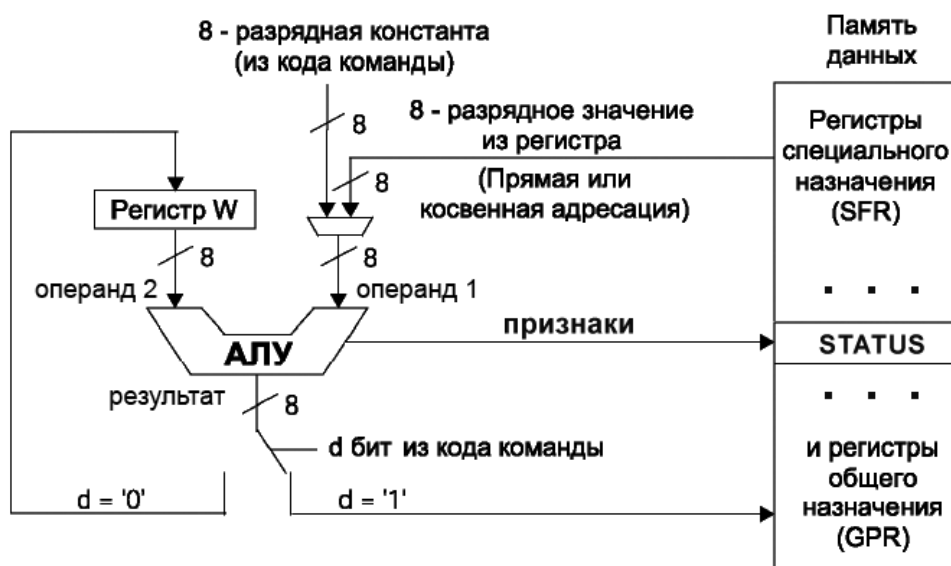 8 - разрядная константа
(из кода команды)
Память
данных
8
8 - разрядное значение
из регистра
8
(Прямая или
косвенная адресация)
Регистры
специального
назначения
(SFR)
Регистр W
8
8
операнд 2
операнд 1
. . .
АЛУ
признаки
STATUS
результат
8
. . .
d бит из кода команды
d = '0'
d = '1'
и регистры
общего
назначения
(GPR)